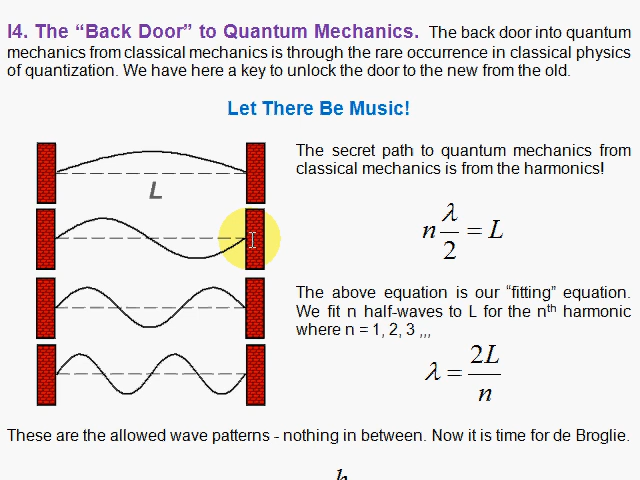 I4. The “Back Door” to Quantum Mechanics. The back door into quantum
mechanics from classical mechanics is through the rare occurrence in classical physics
of quantization. We have here a key to unlock the door to the new from the old.
Let There Be Music!
The secret path to quantum mechanics from
classical mechanics is from the harmonics!
L
n λ/2 = L
The above equation is our “fitting” equation.
We fit n half-waves to L for the nth harmonic
where n = 1, 2, 3 ,,,
λ = 2L/n
These are the allowed wave patterns - nothing in between. Now it is time for de Broglie.